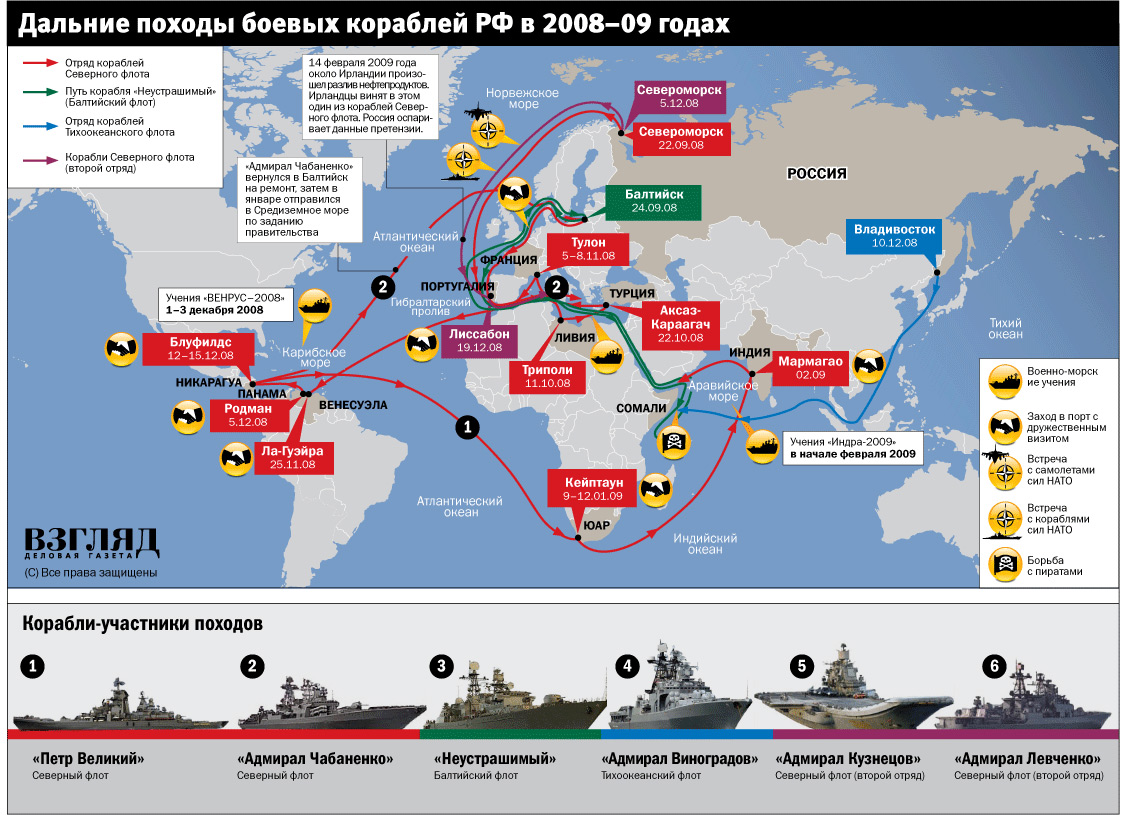 Дальние походы боевых кораблей РФ в 2008–09 годах
Отряд кораблей
Северного флота
Путь корабля «Неустрашимый»
(Балтийский флот)
Отряд кораблей
Тихоокеанского флота
Корабли Северного флота
(второй отряд)
14 февраля 2009 года
около Ирландии произо-
шел разлив нефтепродуктов.
Ирландцы винят в этом
один из кораблей Север-
ного флота. Россия оспари-
вает данные претензии.
«Адмирал Чабаненко»
вернулся в Балтийск
на ремонт, затем в
январе отправился
в Средиземное море
по заданию
правительства
Норвежское
море
Североморск
5.12.08
Североморск
22.09.08
РОССИЯ
Балтийск
24.09.08
Владивосток
10.12.08
Атлантический
океан
Тулон
5–8.11.08
ФРАНЦИЯ
2
2
ПОРТУГАЛИЯ
Гибралтарский
пролив
ТУРЦИЯ
Учения «ВЕНРУС–2008»
1–3 декабря 2008
Аксаз-
Караагач
22.10.08
Лиссабон
19.12.08
ЛИВИЯ
Тихий
океан
Блуфилдс
12–15.12.08
Карибское
море
Триполи
11.10.08
ИНДИЯ
Мармагао
02.09
НИКАРАГУА
ПАНАМА
ВЕНЕСУЭЛА
Аравийское
море
СОМАЛИ
Родман
5.12.08
1
Ла-Гуэйра
25.11.08
Учения «Индра-2009»
в начале февраля 2009
Кейптаун
9–12.01.09
Атлантический
океан
ЮАР
Индийский
океан
Военно-морск
ие учения
Заход в порт с
дружественным
визитом
Встреча
с самолетами
сил НАТО
Встреча
с кораблями
сил НАТО
Борьба
с пиратами
ВЗГЛЯД
ДЕЛОВАЯ ГАЗЕТА
(С) Все права защищены
Корабли-участники походов
1
2
3
4
5
6
«Петр Великий»
Северный флот
«Адмирал Чабаненко»
Северный флот
«Неустрашимый»
Балтийский флот
«Адмирал Виноградов»
Тихоокеанский флот
«Адмирал Кузнецов»
Северный флот (второй отряд)
«Адмирал Левченко»
Северный флот (второй отряд)